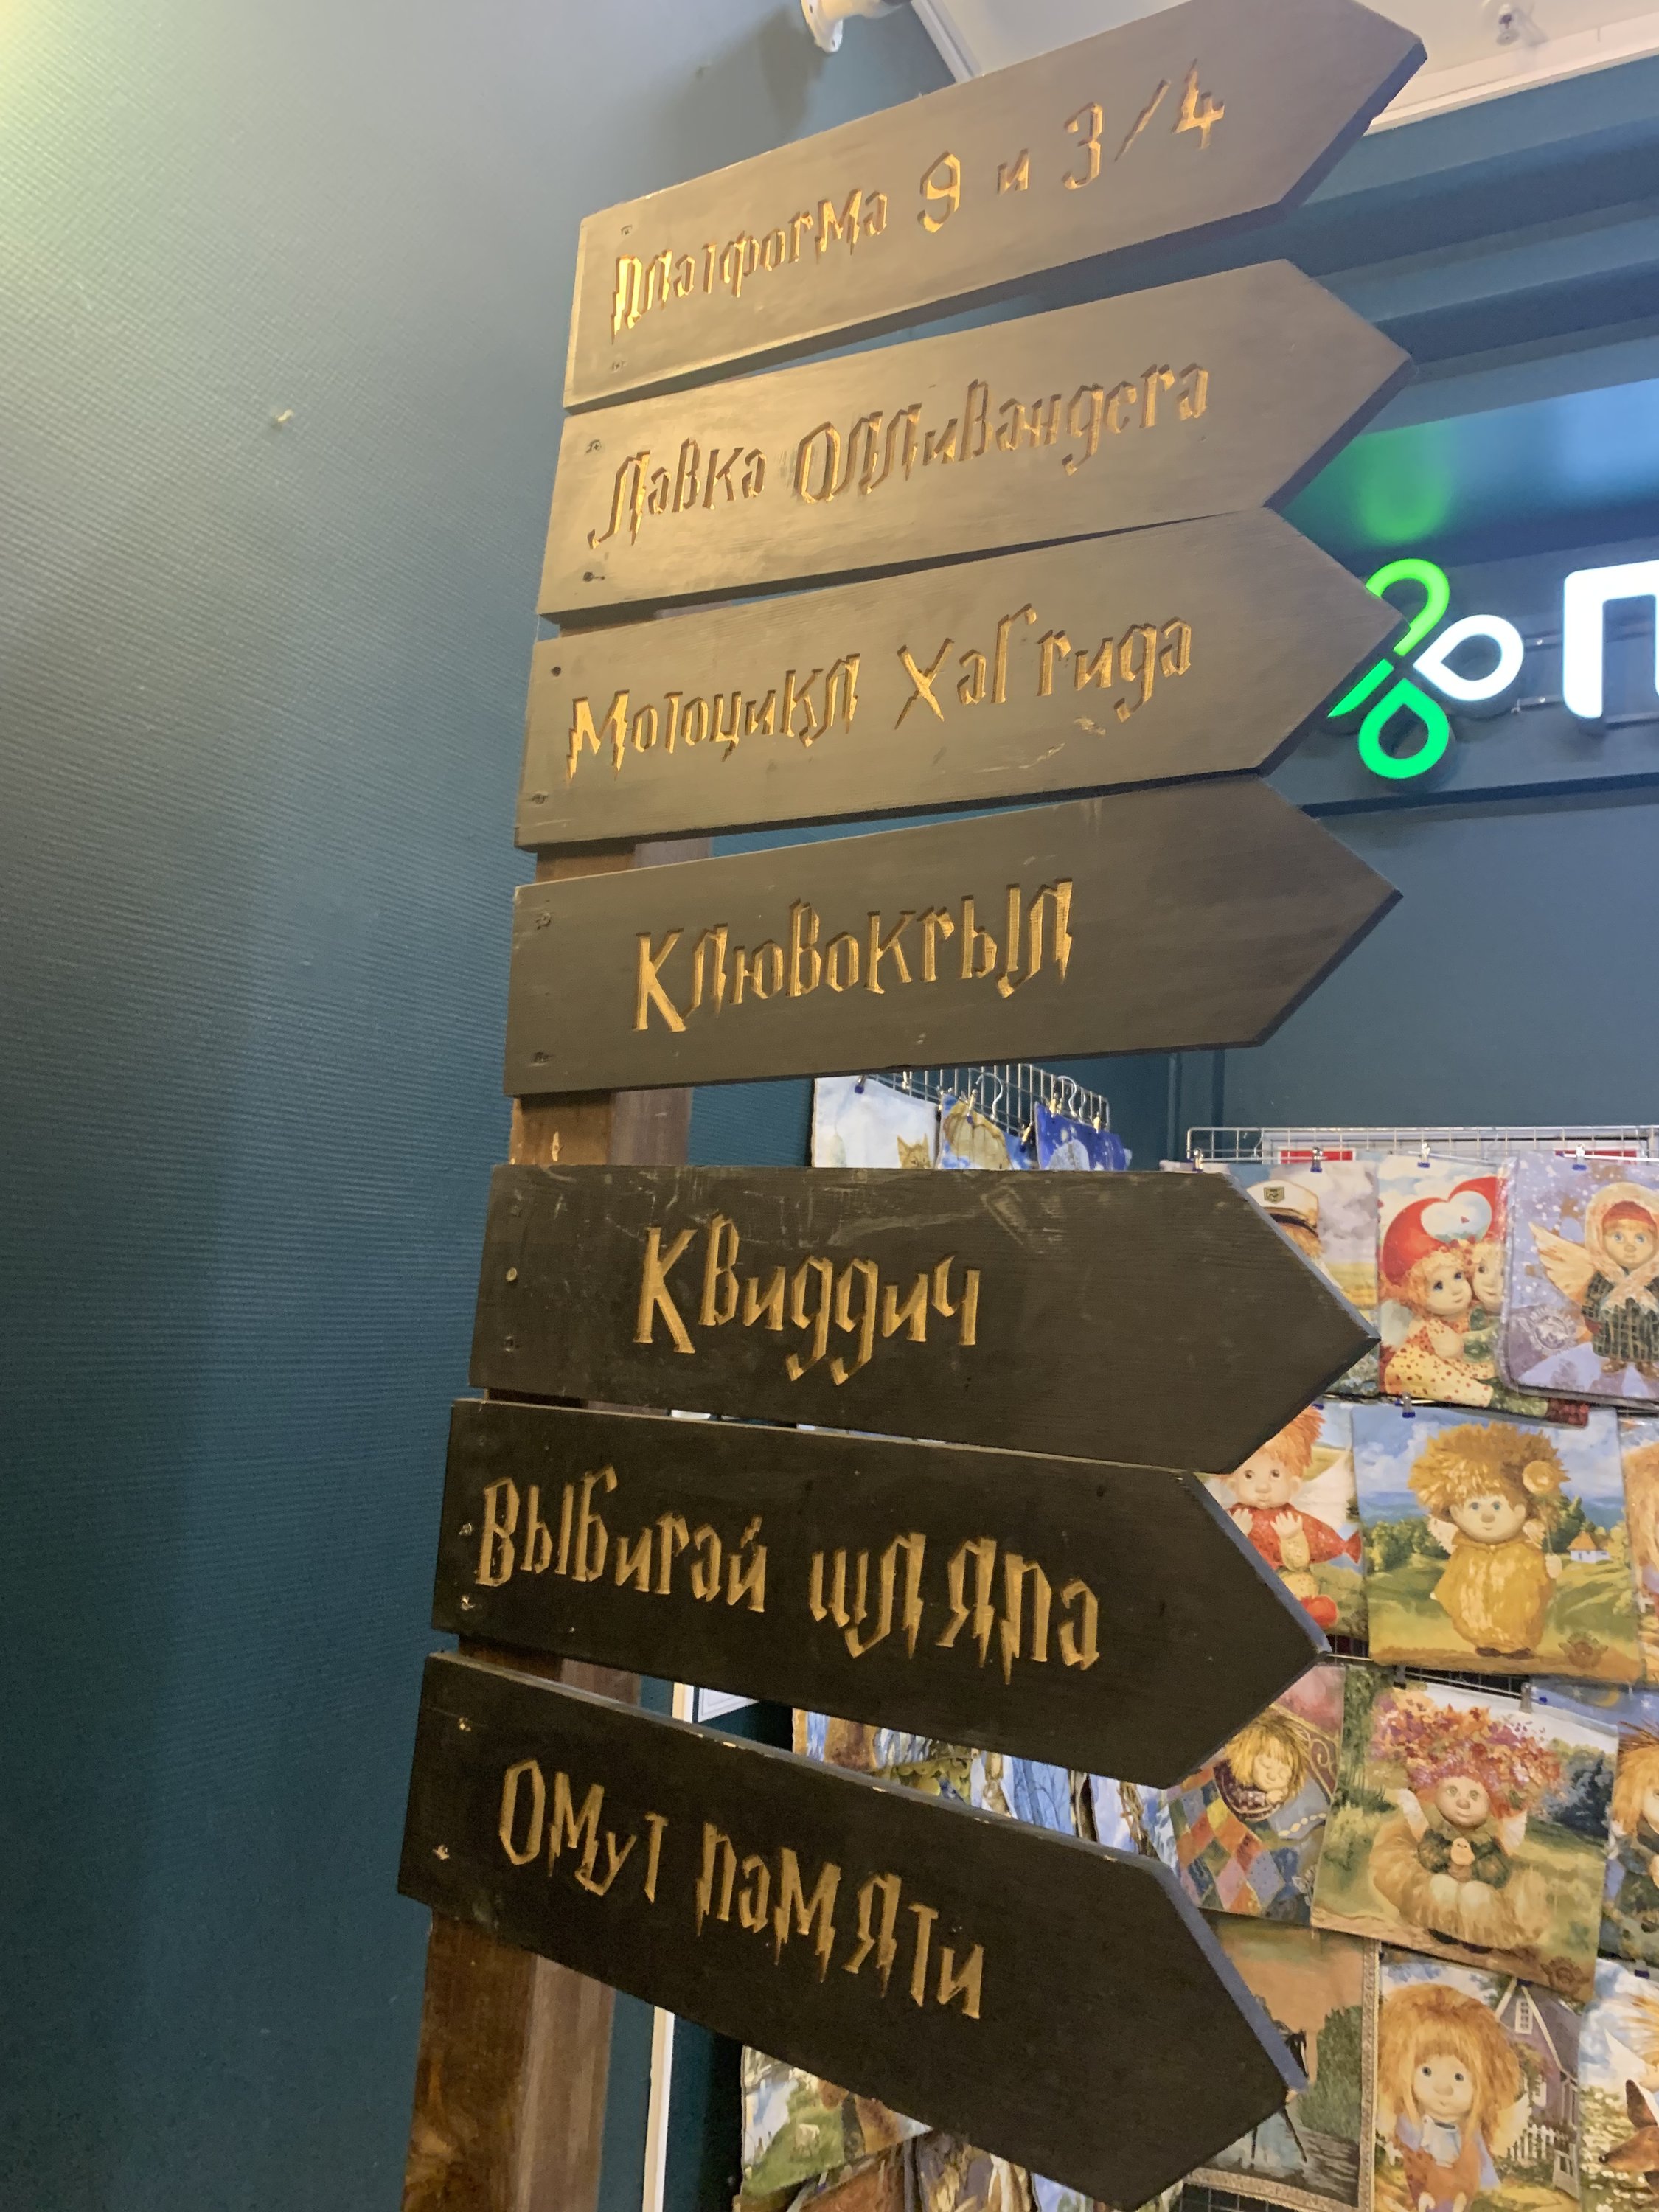 Платформа 9 и 3/4
Лавка Олливандера
Мотоцикл Хагрида
Клювокрыл
Квиддич
Выбирай шляпа
Омут памяти
П